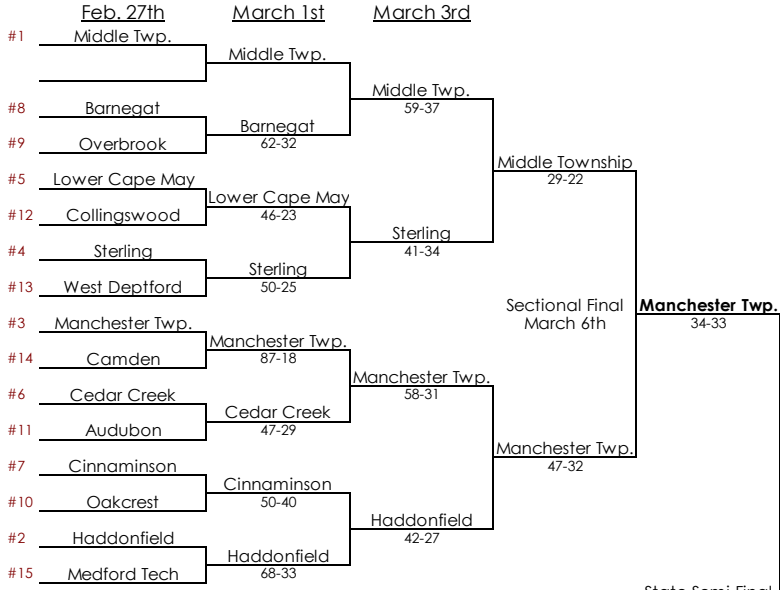 Feb. 27th March 1st March 3rd
#1 Middle Twp.
Middle Twp.
Middle Twp.
59-37
#8 Barnegat
Barnegat
62-32
#9 Overbrook
Middle Township
29-22
#5 Lower Cape May
Lower Cape May
46-23
#12 Collingswood
Sterling
41-34
#4 Sterling
Sterling
50-25
#13 West Deptford
Sectional Final
March 6th
Manchester Twp.
34-33
#3 Manchester Twp.
Manchester Twp.
87-18
#14 Camden
Manchester Twp.
58-31
#6 Cedar Creek
Cedar Creek
47-29
#11 Audubon
Manchester Twp.
47-32
#7 Cinnaminson
Cinnaminson
50-40
#10 Oakcrest
Haddonfield
42-27
#2 Haddonfield
Haddonfield
68-33
#15 Medford Tech
State Semi Final